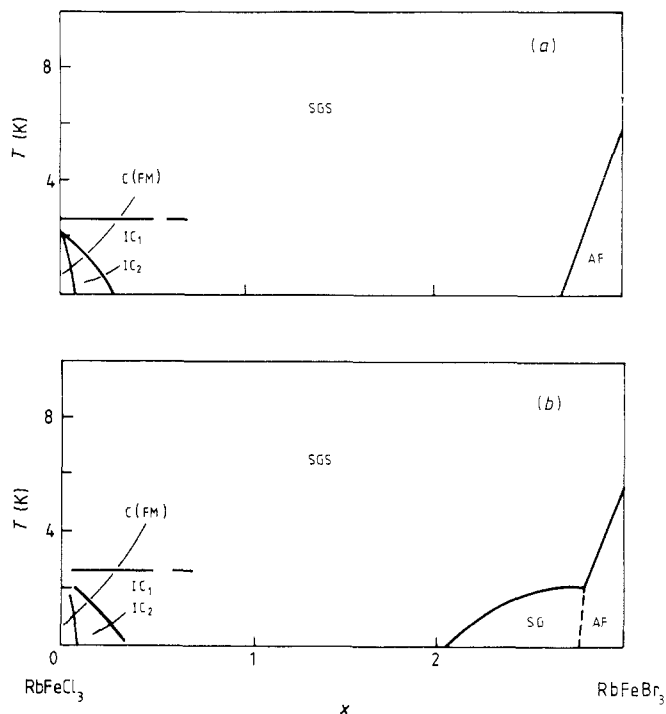 (a)
8
SGS
T (K)
C(FM)
4
IC₁
IC₂
AF
1
2
(b)
8
SGS
T (K)
C(FM)
4
IC₁
IC₂
SG
AF
0
1
2
RbFeCl₃
x
RbFeBr₃